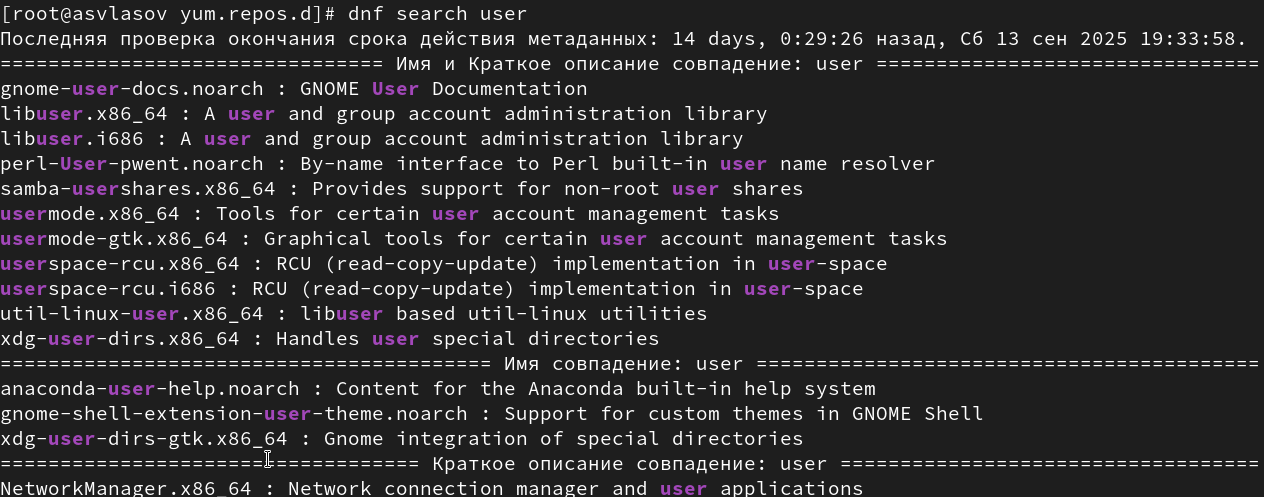 [root@asvlasov yum.repos.d]# dnf search user
Последняя проверка окончания срока действия метаданных: 14 days, 0:29:26 назад, Сб 13 сен 2025 19:33:58.
================================ Имя и Краткое описание совпадение: user ================================
gnome-user-docs.noarch : GNOME User Documentation
libuser.x86_64 : A user and group account administration library
libuser.i686 : A user and group account administration library
perl-User-pwent.noarch : By-name interface to Perl built-in user name resolver
samba-usershares.x86_64 : Provides support for non-root user shares
usermode.x86_64 : Tools for certain user account management tasks
usermode-gtk.x86_64 : Graphical tools for certain user account management tasks
userspace-rcu.x86_64 : RCU (read-copy-update) implementation in user-space
userspace-rcu.i686 : RCU (read-copy-update) implementation in user-space
util-linux-user.x86_64 : libuser based util-linux utilities
xdg-user-dirs.x86_64 : Handles user special directories
========================================= Имя совпадение: user ==========================================
anaconda-user-help.noarch : Content for the Anaconda built-in help system
gnome-shell-extension-user-theme.noarch : Support for custom themes in GNOME Shell
xdg-user-dirs-gtk.x86_64 : Gnome integration of special directories
=================================== Краткое описание совпадение: user ===================================
NetworkManager.x86_64 : Network connection manager and user applications